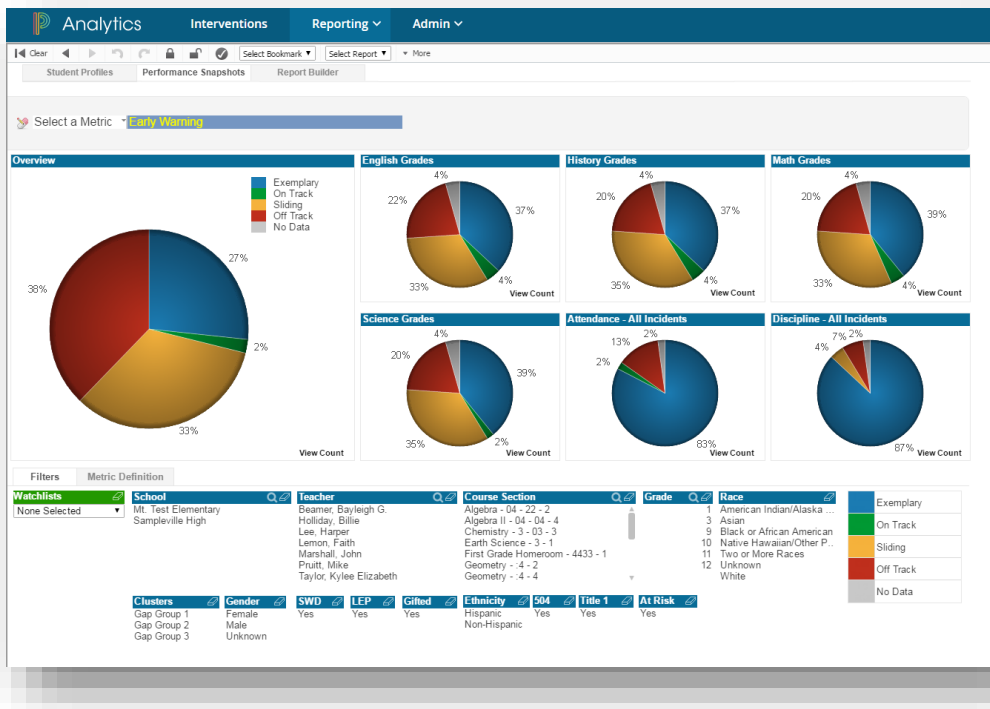 Analytics Interventions Reporting Admin
Clear Select Bookmark Select Report More
Student Profiles Performance Snapshots Report Builder
Select a Metric Early Warning
Overview
Exemplary
On Track
Sliding
Off Track
No Data
27%
2%
33%
38%
View Count
English Grades
4%
22%
37%
33%
4%
View Count
History Grades
4%
20%
37%
35%
4%
View Count
Math Grades
4%
20%
39%
33%
4%
View Count
Science Grades
4%
20%
39%
35%
2%
View Count
Attendance - All Incidents
2%
13%
2%
83%
View Count
Discipline - All Incidents
7% 2%
4%
87%
View Count
Filters Metric Definition
Watchlists
None Selected
School
Mt. Test Elementary
Sampleville High
Teacher
Beamer, Bayleigh G.
Holliday, Billie
Lee, Harper
Lemon, Faith
Marshall, John
Pruitt, Mike
Taylor, Kylee Elizabeth
Course Section
Algebra - 04 - 22 - 2
Algebra II - 04 - 04 - 4
Chemistry - 3 - 03 - 3
Earth Science - 3 - 1
First Grade Homeroom - 4433 - 1
Geometry - :4 - 2
Geometry - :4 - 4
Grade
1
3
9
10
11
12
Race
American Indian/Alaska ...
Asian
Black or African American
Native Hawaiian/Other P...
Two or More Races
Unknown
White
Exemplary
On Track
Sliding
Off Track
No Data
Clusters
Gap Group 1
Gap Group 2
Gap Group 3
Gender
Female
Male
Unknown
SWD
Yes
LEP
Yes
Gifted
Yes
Ethnicity
Hispanic
Non-Hispanic
504
Yes
Title 1
Yes
At Risk
Yes